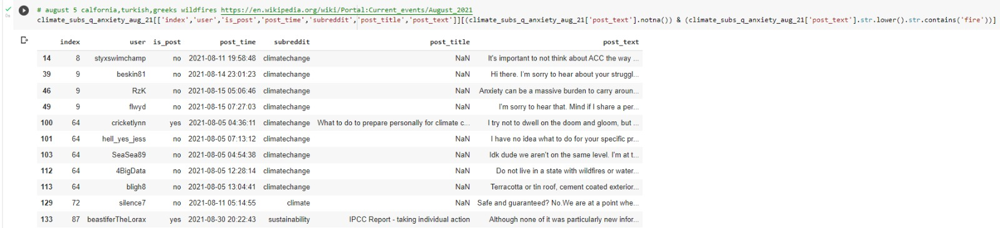 # august 5 calfornia,turkish,greeks wildfires https://en.wikipedia.org/wiki/Portal:Current_events/August_2021
climate_subs_q_anxiety_aug_21[['index','user','is_post','post_time','subreddit','post_title','post_text']][(climate_subs_q_anxiety_aug_21['post_text'].notna()) & (climate_subs_q_anxiety_aug_21['post_text'].str.lower().str.contains('fire'))]
0s
index user is_post post_time subreddit post_title post_text
14 8 styxswimchamp no 2021-08-11 19:58:48 climatechange NaN It's important to not think about ACC the way ...
39 9 beskin81 no 2021-08-14 23:01:23 climatechange NaN Hi there. I'm sorry to hear about your struggl...
46 9 RzK no 2021-08-15 05:06:46 climatechange NaN Anxiety can be a massive burden to carry aroun...
49 9 flwyd no 2021-08-15 07:27:03 climatechange NaN I'm sorry to hear that. Mind if I share a per...
100 64 cricketlynn yes 2021-08-05 04:36:11 climatechange What to do to prepare personally for climate c... I try not to dwell on the doom and gloom, but ...
101 64 hell_yes_jess no 2021-08-05 07:13:12 climatechange NaN I have no idea what to do for your specific pr...
103 64 SeaSea89 no 2021-08-05 04:54:38 climatechange NaN Idk dude we aren't on the same level. I'm at t...
112 64 4BigData no 2021-08-05 12:28:14 climatechange NaN Do not live in a state with wildfires or water...
113 64 bligh8 no 2021-08-05 13:04:41 climatechange NaN Terracotta or tin roof, cement coated exterior...
129 72 silence7 no 2021-08-11 05:14:55 climate NaN Safe and guaranteed? No.We are at a point whe...
133 87 beastiferTheLorax yes 2021-08-30 20:22:43 sustainability IPCC Report - taking individual action Although none of it was particularly new infor...